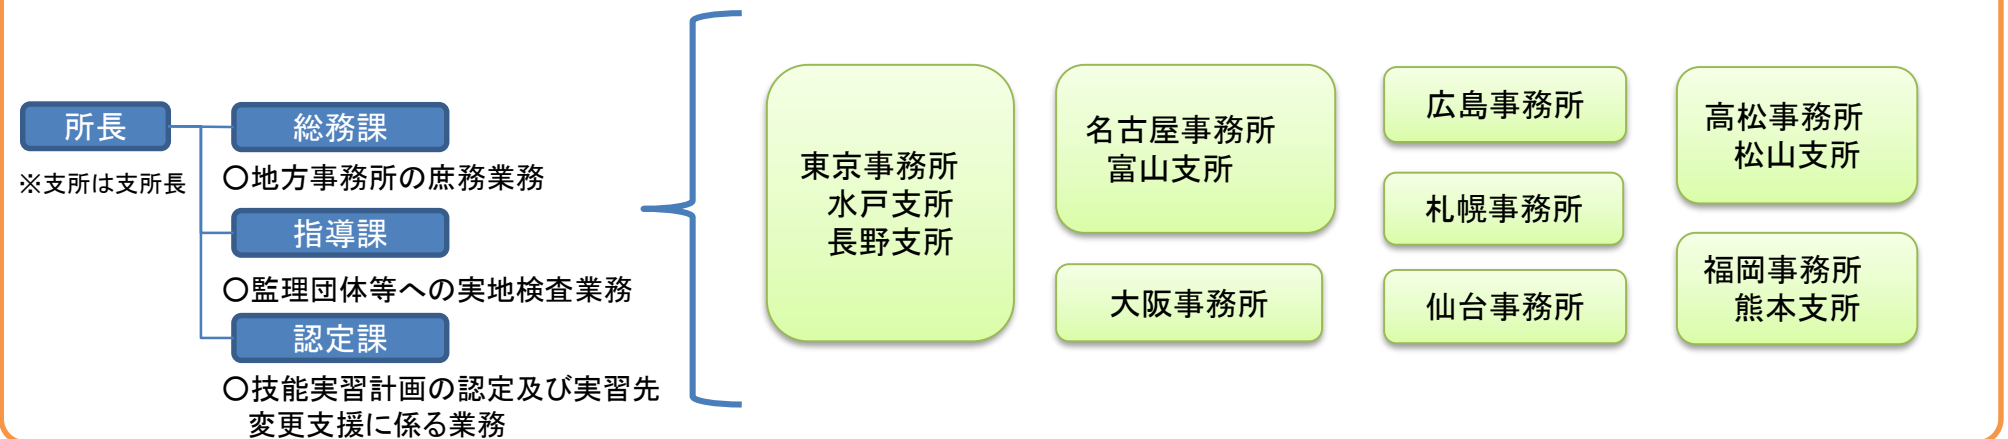 所長
※支所は支所長
総務課
〇地方事務所の庶務業務
指導課
〇監理団体等への実地検査業務
認定課
〇技能実習計画の認定及び実習先
変更支援に係る業務
東京事務所
水戸支所
長野支所
名古屋事務所
富山支所
大阪事務所
広島事務所
札幌事務所
仙台事務所
高松事務所
松山支所
福岡事務所
熊本支所